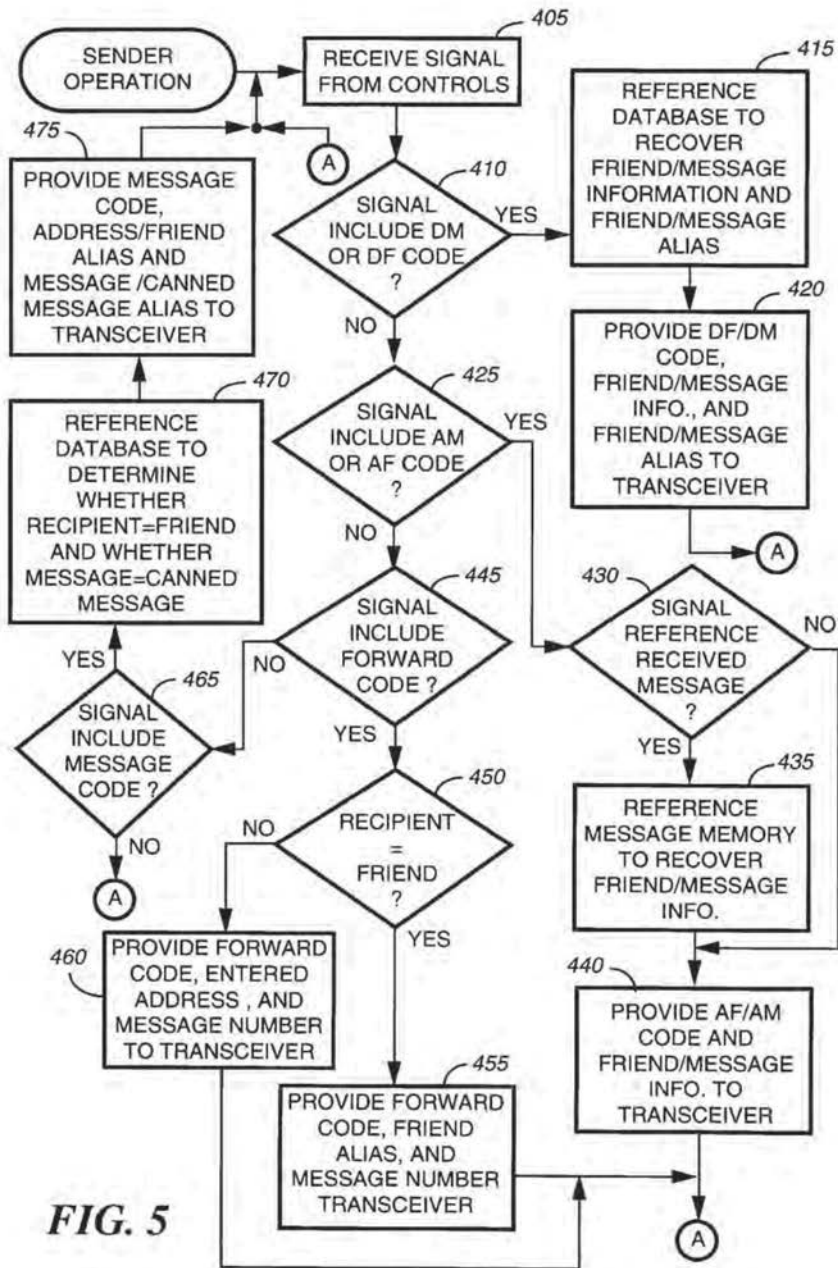 SENDER
OPERATION
405
RECEIVE SIGNAL
FROM CONTROLS
A
410
SIGNAL
INCLUDE DM
OR DF CODE
?
YES
NO
415
REFERENCE
DATABASE TO
RECOVER
FRIEND/MESSAGE
INFORMATION AND
FRIEND/MESSAGE
ALIAS
420
PROVIDE DF/DM
CODE,
FRIEND/MESSAGE
INFO., AND
FRIEND/MESSAGE
ALIAS TO
TRANSCEIVER
A
425
SIGNAL
INCLUDE AM
OR AF CODE
?
YES
NO
430
SIGNAL
REFERENCE
RECEIVED
MESSAGE
?
NO
YES
435
REFERENCE
MESSAGE MEMORY
TO RECOVER
FRIEND/MESSAGE
INFO.
440
PROVIDE AF/AM
CODE AND
FRIEND/MESSAGE
INFO. TO
TRANSCEIVER
A
445
SIGNAL
INCLUDE
FORWARD
CODE ?
NO
YES
450
RECIPIENT
=
FRIEND
?
NO
YES
455
PROVIDE FORWARD
CODE, FRIEND
ALIAS, AND
MESSAGE NUMBER
TRANSCEIVER
460
PROVIDE FORWARD
CODE, ENTERED
ADDRESS , AND
MESSAGE NUMBER
TO TRANSCEIVER
465
SIGNAL
INCLUDE
MESSAGE
CODE ?
YES
NO
A
470
REFERENCE
DATABASE TO
DETERMINE
WHETHER
RECIPIENT=FRIEND
AND WHETHER
MESSAGE=CANNED
MESSAGE
475
PROVIDE MESSAGE
CODE,
ADDRESS/FRIEND
ALIAS AND
MESSAGE /CANNED
MESSAGE ALIAS TO
TRANSCEIVER
FIG. 5